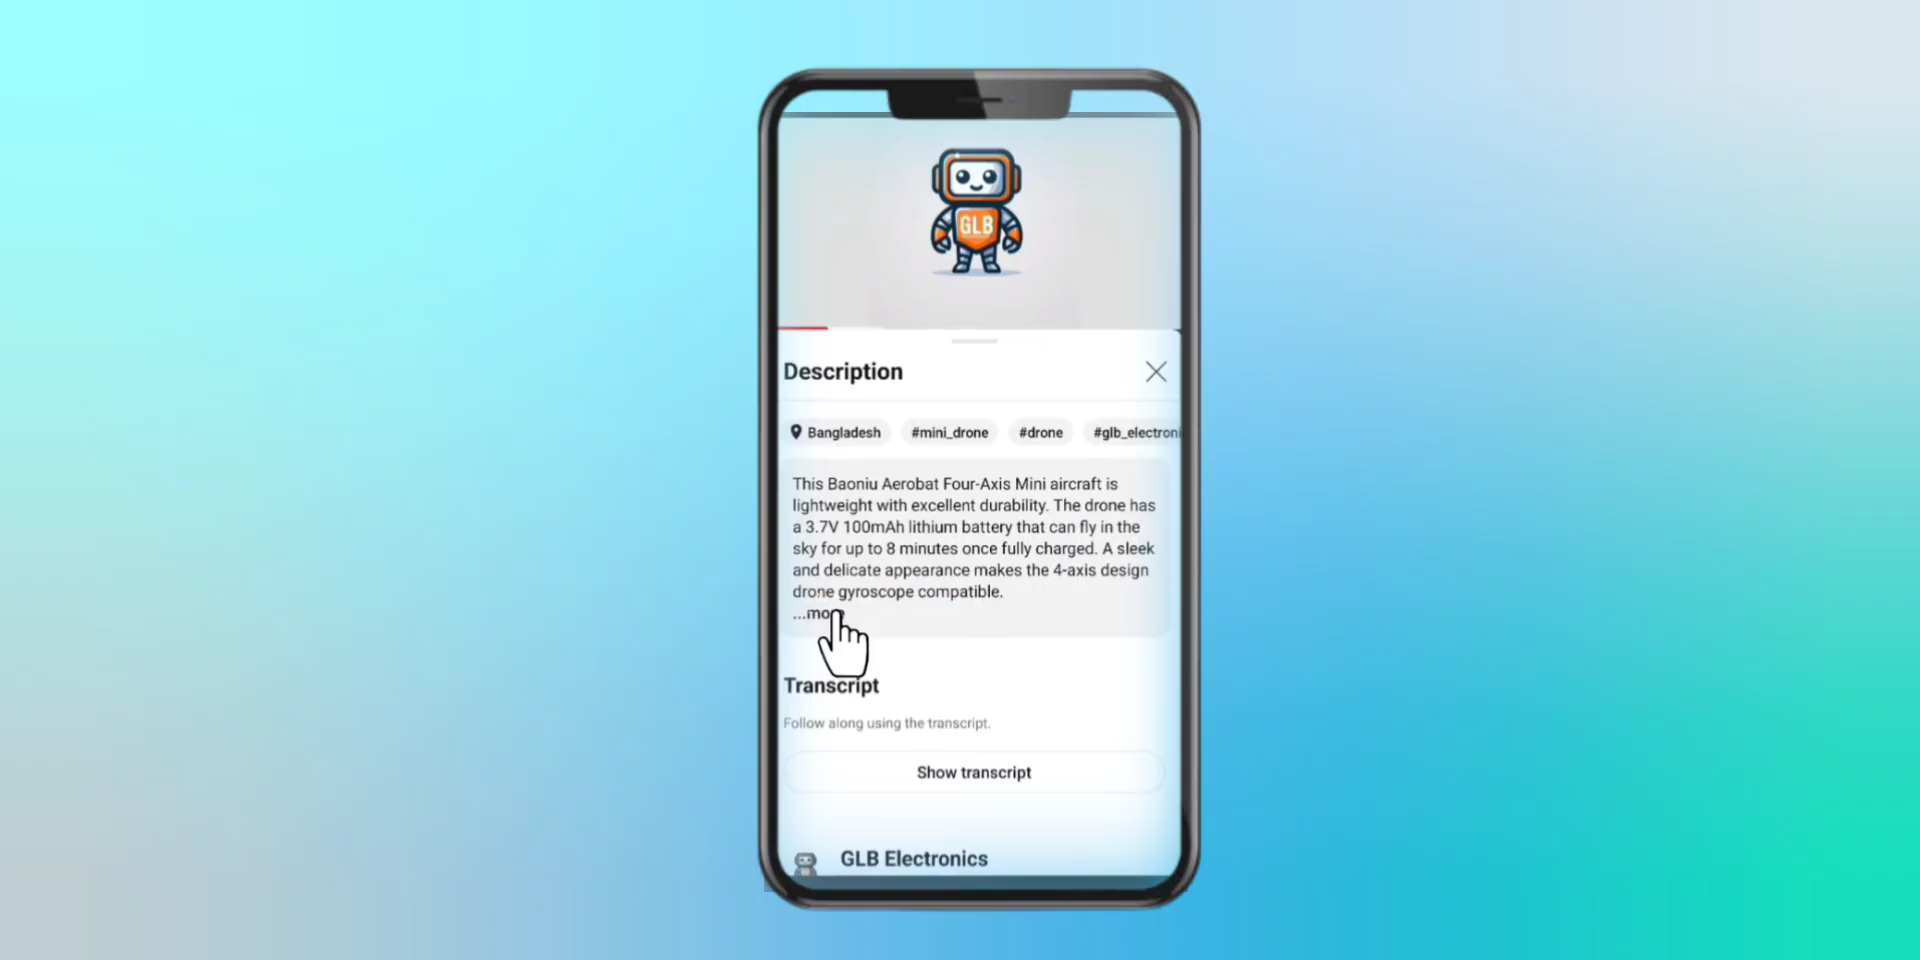 GLB
Description
Bangladesh #mini_drone #drone #glb_electroni
This Baoniu Aerobat Four-Axis Mini aircraft is
lightweight with excellent durability. The drone has
a 3.7V 100mAh lithium battery that can fly in the
sky for up to 8 minutes once fully charged. A sleek
and delicate appearance makes the 4-axis design
drone gyroscope compatible.
...more
Transcript
Follow along using the transcript.
Show transcript
GLB Electronics